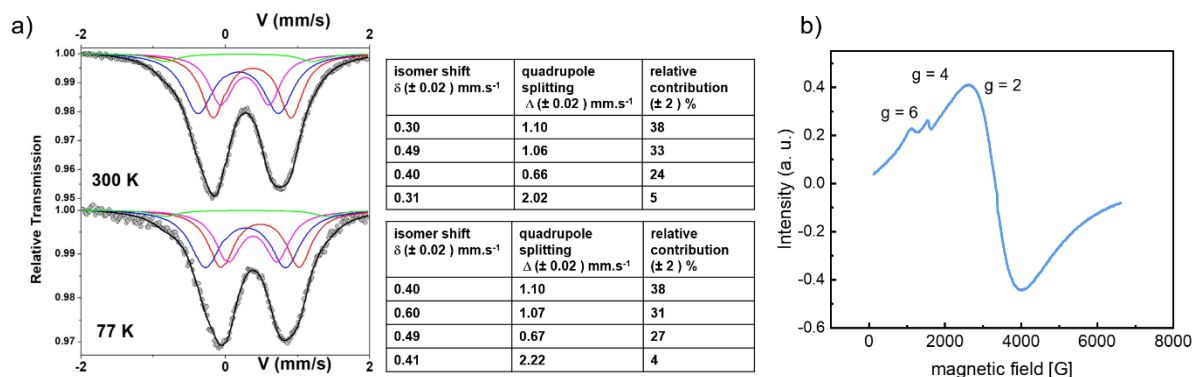 a)
V (mm/s)
-2 0 2
1.00
0.99
0.98
0.97
0.96
0.95
300 K
1.00
0.99
0.98
0.97
77 K
-2 0 2
V (mm/s)
Relative Transmission
isomer shift δ (± 0.02 ) mm.s⁻¹ quadrupole splitting Δ (± 0.02 ) mm.s⁻¹ relative contribution (± 2 ) %
0.30 1.10 38
0.49 1.06 33
0.40 0.66 24
0.31 2.02 5
isomer shift δ (± 0.02 ) mm.s⁻¹ quadrupole splitting Δ (± 0.02 ) mm.s⁻¹ relative contribution (± 2 ) %
0.40 1.10 38
0.60 1.07 31
0.49 0.67 27
0.41 2.22 4
b)
g = 6
g = 4
g = 2
Intensity (a. u.)
0.4
0.2
0.0
-0.2
-0.4
-0.6
0 2000 4000 6000 8000
magnetic field [G]